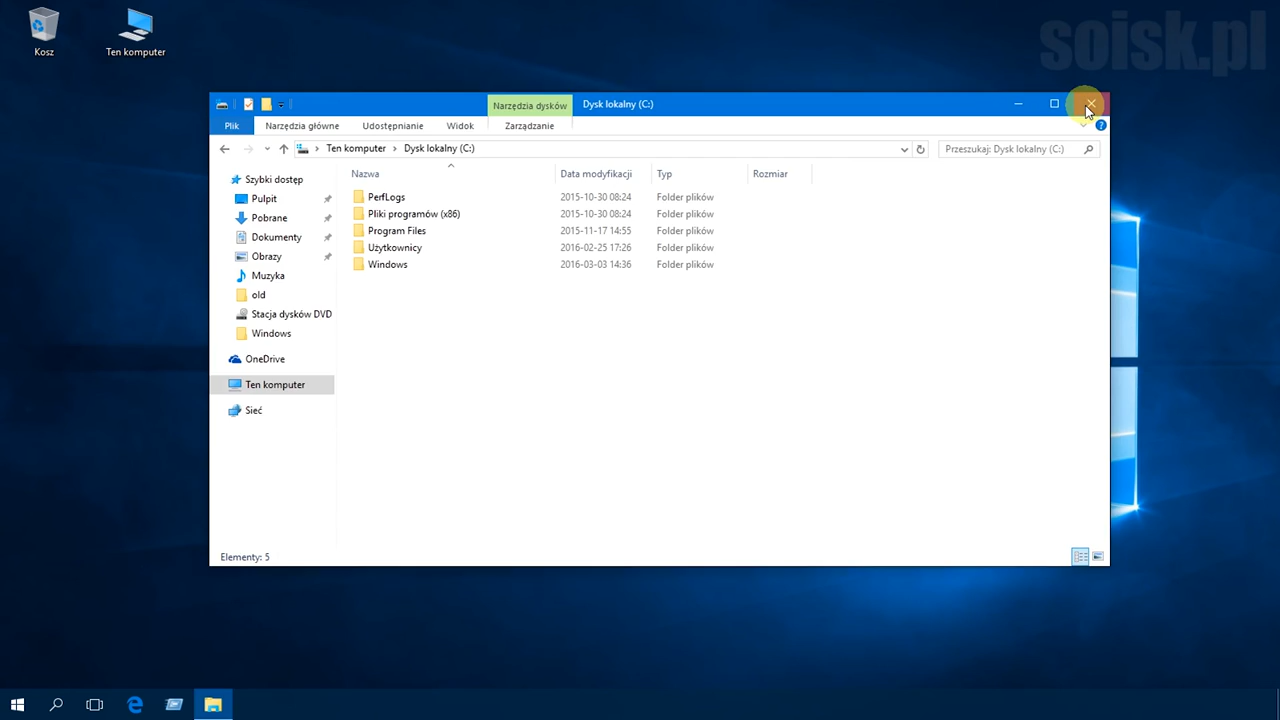 soisk.pl
Kosz
Ten komputer
Narzędzia dysków
Dysk lokalny (C:)
Plik
Narzędzia główne
Udostępnianie
Widok
Zarządzanie
Ten komputer
Dysk lokalny (C:)
Przeszukaj: Dysk lokalny (C:)
Szybki dostęp
Pulpit
Pobrane
Dokumenty
Obrazy
Muzyka
old
Stacja dysków DVD
Windows
OneDrive
Ten komputer
Sieć
Nazwa Data modyfikacji Typ Rozmiar
PerfLogs 2015-10-30 08:24 Folder plików
Pliki programów (x86) 2015-10-30 08:24 Folder plików
Program Files 2015-11-17 14:55 Folder plików
Użytkownicy 2016-02-25 17:26 Folder plików
Windows 2016-03-03 14:36 Folder plików
Elementy: 5